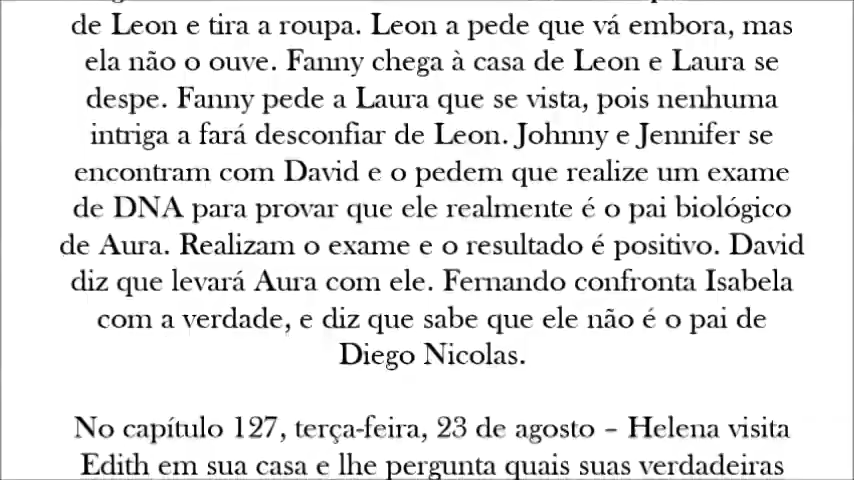 de Leon e tira a roupa. Leon a pede que vá embora, mas
ela não o ouve. Fanny chega à casa de Leon e Laura se
despe. Fanny pede a Laura que se vista, pois nenhuma
intriga a fará desconfiar de Leon. Johnny e Jennifer se
encontram com David e o pedem que realize um exame
de DNA para provar que ele realmente é o pai biológico
de Aura. Realizam o exame e o resultado é positivo. David
diz que levará Aura com ele. Fernando confronta Isabela
com a verdade, e diz que sabe que ele não é o pai de
Diego Nicolas.
No capítulo 127, terça-feira, 23 de agosto – Helena visita
Edith em sua casa e lhe pergunta quais suas verdadeiras